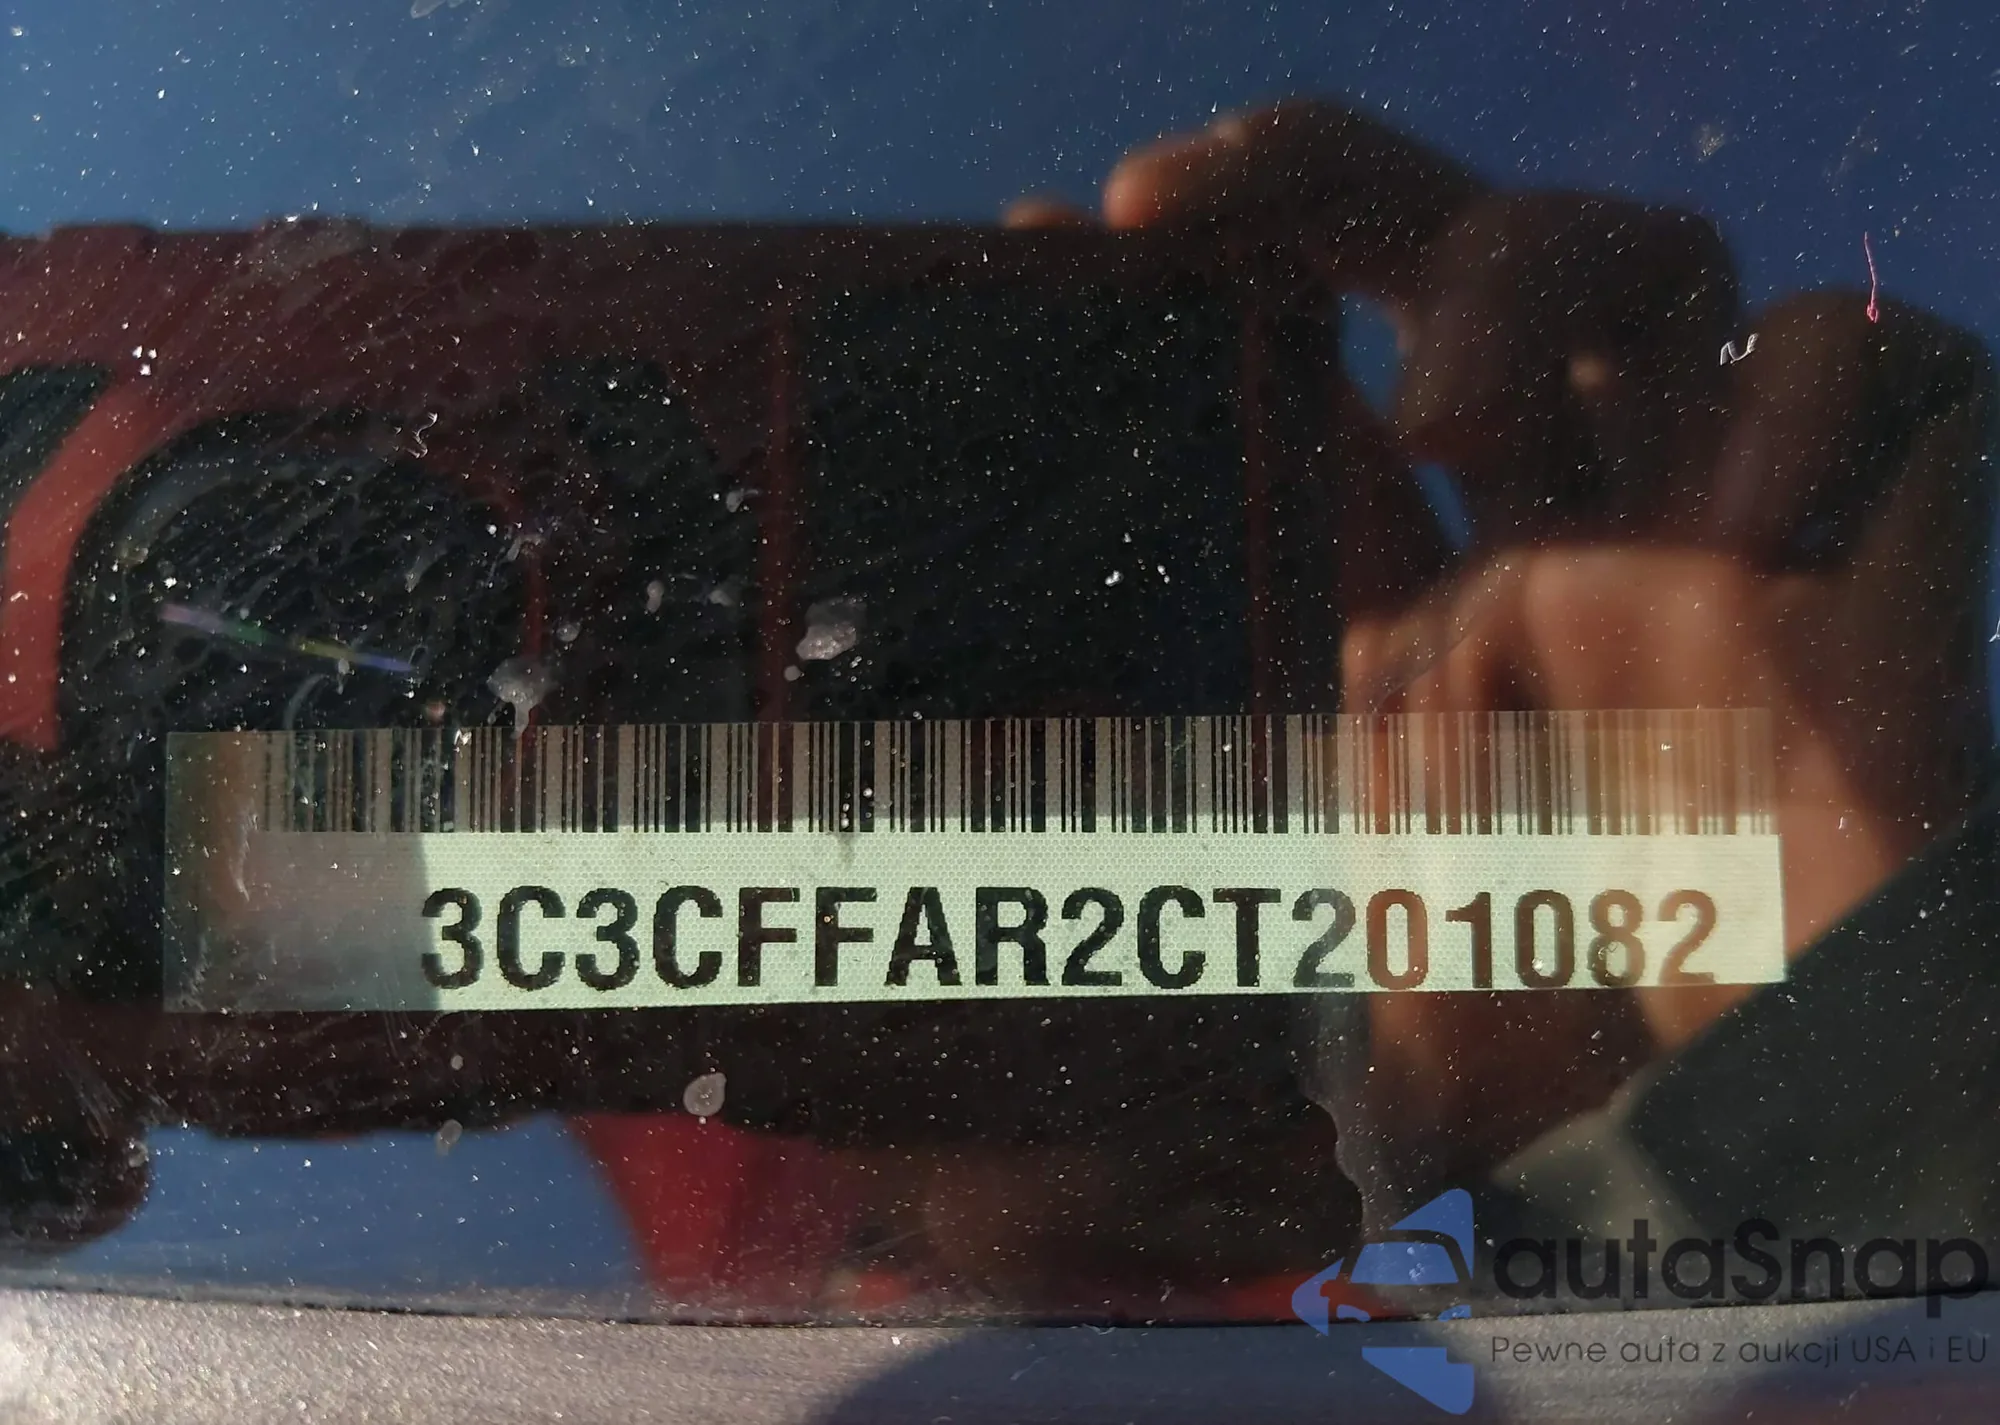 3C3CFFAR2CT201082
autaSnap
Pewne auta z aukcji USA i EU